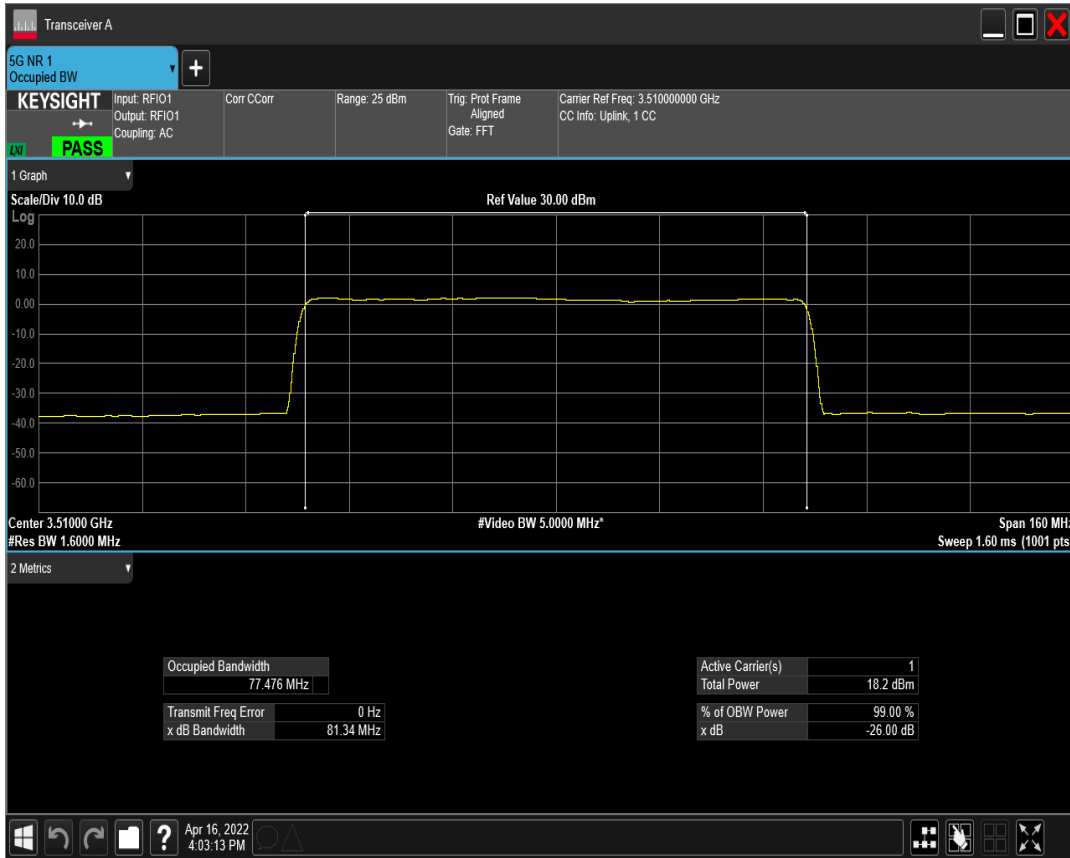 Transceiver A
5G NR 1
Occupied BW
KEYSIGHT
LXI
PASS
Input: RFIO1
Output: RFIO1
Coupling: AC
Corr CCorr
Range: 25 dBm
Trig: Prot Frame
Aligned
Gate: FFT
Carrier Ref Freq: 3.510000000 GHz
CC Info: Uplink, 1 CC
1 Graph
Scale/Div 10.0 dB
Ref Value 30.00 dBm
Log
20.0
10.0
0.00
-10.0
-20.0
-30.0
-40.0
-50.0
-60.0
Center 3.51000 GHz
#Video BW 5.0000 MHz*
Span 160 MHz
#Res BW 1.6000 MHz
Sweep 1.60 ms (1001 pts
2 Metrics
Occupied Bandwidth
77.476 MHz
Transmit Freq Error 0 Hz
x dB Bandwidth 81.34 MHz
Active Carrier(s) 1
Total Power 18.2 dBm
% of OBW Power 99.00 %
x dB -26.00 dB
?
Apr 16, 2022
4:03:13 PM